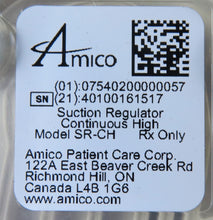 Amico
(01):07540200000057
SN (21):40100161517
Suction Regulator
Continuous High
Model SR-CH Rx Only
Amico Patient Care Corp.
122A East Beaver Creek Rd
Richmond Hill, ON
Canada L4B 1G6
www.amico.com